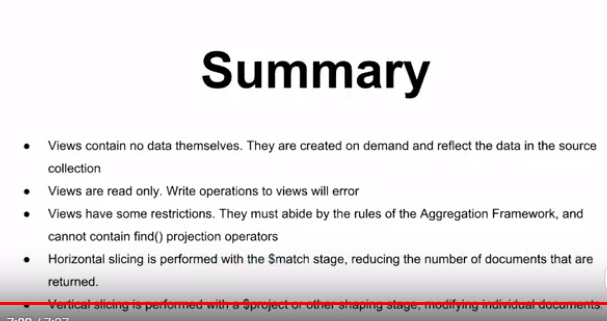 Summary
● Views contain no data themselves. They are created on demand and reflect the data in the source
collection
● Views are read only. Write operations to views will error
● Views have some restrictions. They must abide by the rules of the Aggregation Framework, and
cannot contain find() projection operators
● Horizontal slicing is performed with the $match stage, reducing the number of documents that are
returned.
● Vertical slicing is performed with a $project or other shaping stage, modifying individual documents.